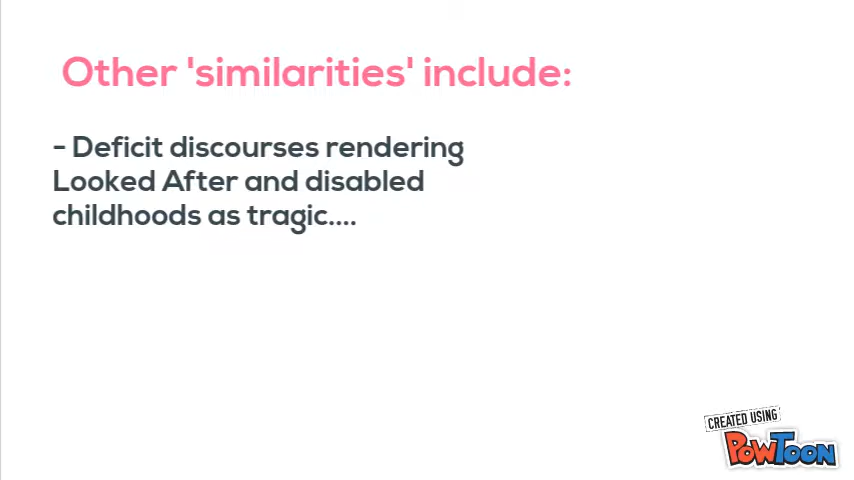 Other 'similarities' include:
- Deficit discourses rendering
Looked After and disabled
childhoods as tragic....
CREATED USING
POWTOON